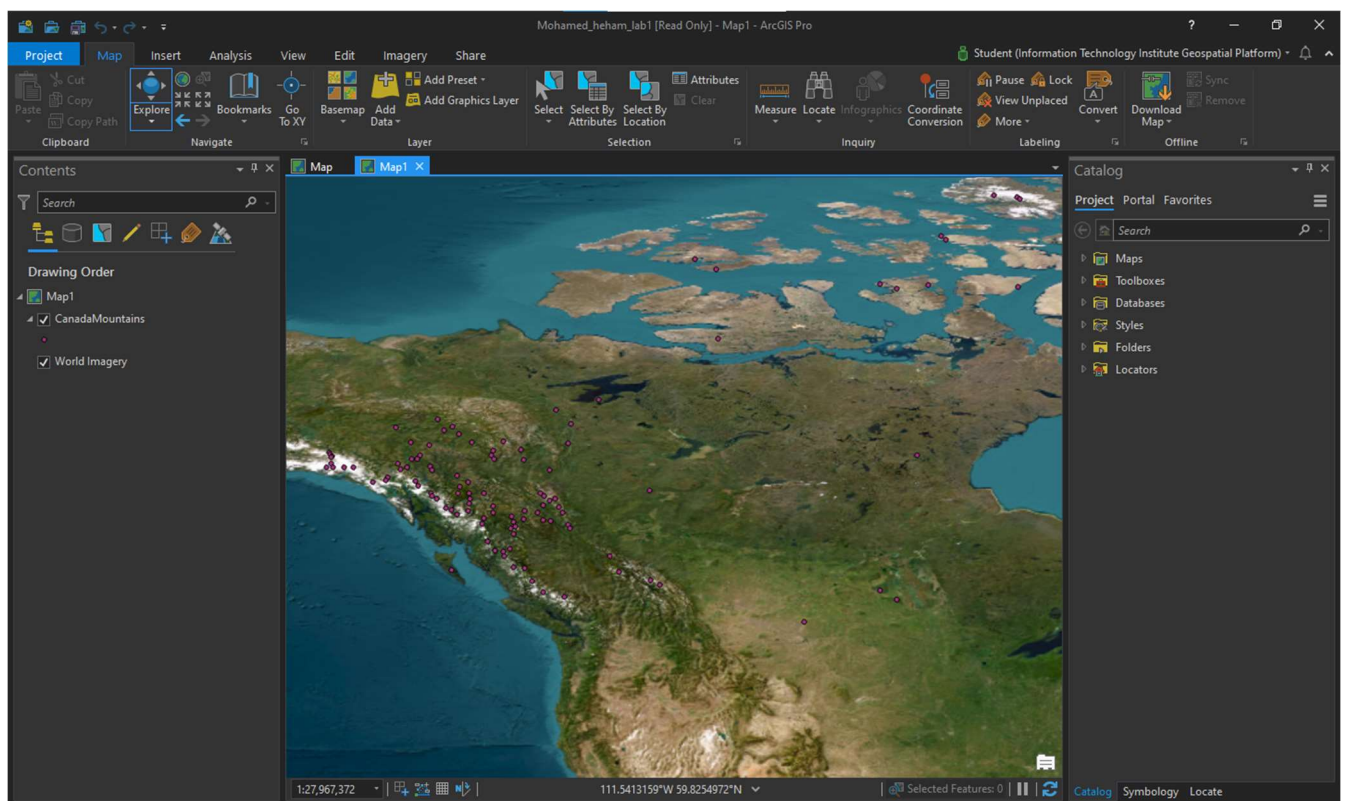 Mohamed_heham_lab1 [Read Only] - Map1 - ArcGIS Pro
?
Project Map Insert Analysis View Edit Imagery Share
Student (Information Technology Institute Geospatial Platform)
Paste
Cut
Copy
Copy Path
Clipboard
Explore
Bookmarks
Go
To XY
Navigate
Basemap
Add
Data
Add Preset
Add Graphics Layer
Layer
Select
Select By
Attributes
Select By
Location
Attributes
Clear
Selection
Measure
Locate
Infographics
Coordinate
Conversion
Inquiry
Pause
Lock
View Unplaced
More
Convert
Labeling
Download
Map
Sync
Remove
Offline
Contents
Search
Drawing Order
Map1
CanadaMountains
World Imagery
Map
Map1
1:27,967,372
111.5413159°W 59.8254972°N
Selected Features: 0
Catalog
Project Portal Favorites
Search
Maps
Toolboxes
Databases
Styles
Folders
Locators
Catalog Symbology Locate